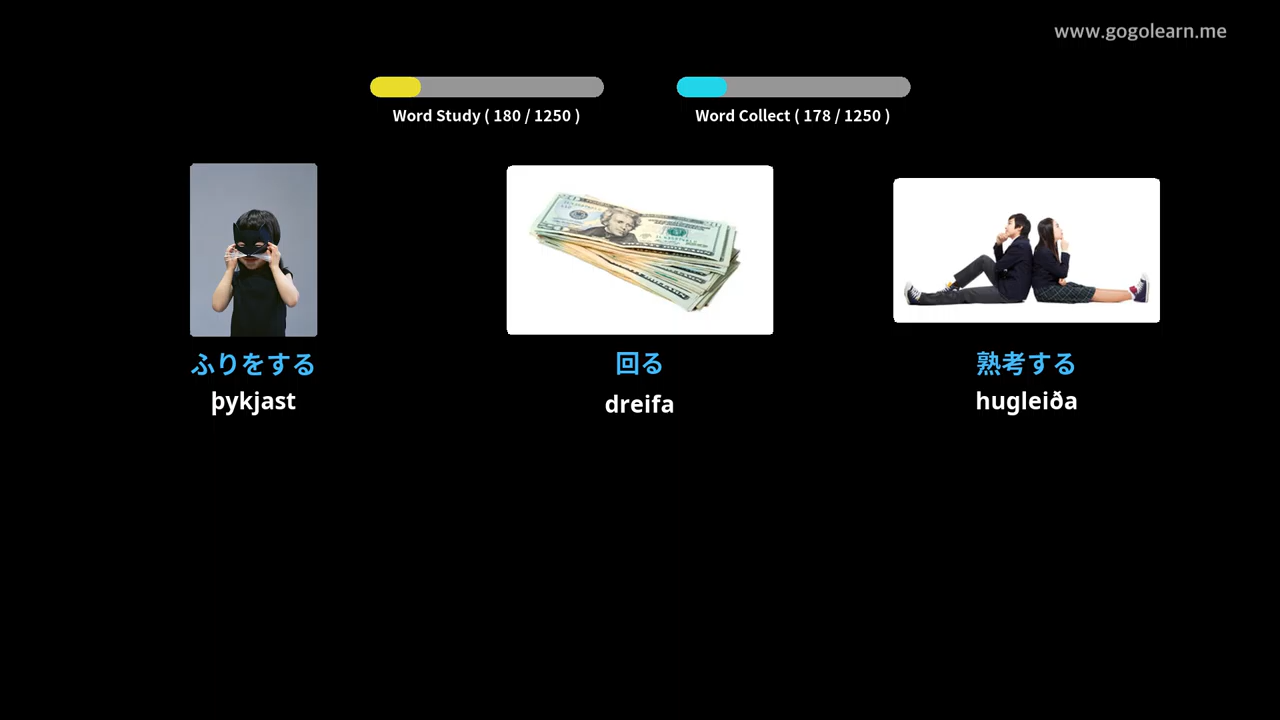 www.gogolearn.me
Word Study ( 180 / 1250 )
Word Collect ( 178 / 1250 )
ふりをする
回る
熟考する
þykjast
dreifa
hugleiða